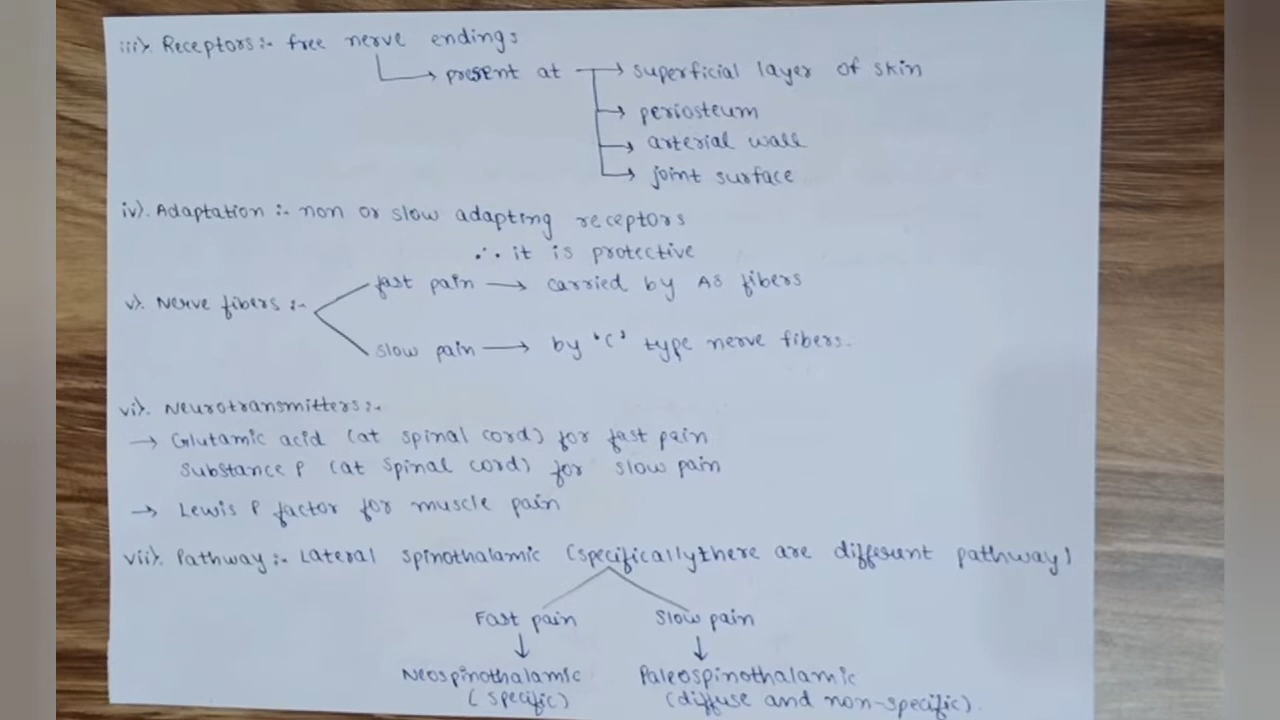 iii). Receptors:- free nerve endings
present at → superficial layer of skin
→ periosteum
→ arterial wall
→ joint surface
iv). Adaptation :- non or slow adapting receptors
∴ it is protective
v). Nerve fibers :-
fast pain → carried by Aδ fibers
slow pain → by 'C' type nerve fibers.
vi). Neurotransmitters:-
→ Glutamic acid (at spinal cord) for fast pain
Substance P (at spinal cord) for slow pain
→ Lewis P factor for muscle pain
vii). Pathway:- Lateral spinothalamic (specifically there are different pathway)
Fast pain Slow pain
↓ ↓
Neospinothalamic Paleospinothalamic
(specific) (diffuse and non-specific).